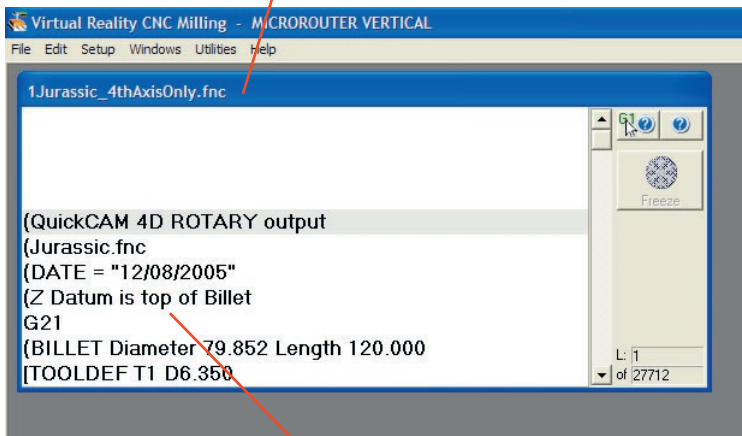 Virtual Reality CNC Milling - MICROROUTER VERTICAL
File Edit Setup Windows Utilities Help
1Jurassic_4thAxisOnly.fnc
G1
Freeze
(QuickCAM 4D ROTARY output
(Jurassic.fnc
(DATE = "12/08/2005"
(Z Datum is top of Billet
G21
(BILLET Diameter 79.852 Length 120.000
[TOOLDEF T1 D6.350
L: 1
of 27712